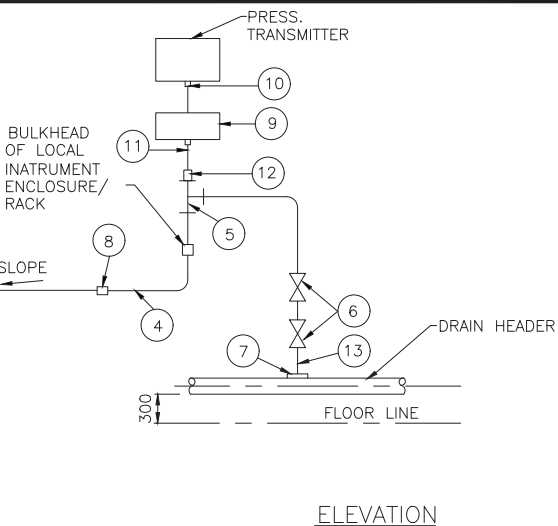 PRESS.
TRANSMITTER
10
9
BULKHEAD
OF LOCAL
INATRUMENT
ENCLOSURE/
RACK
11
12
5
8
SLOPE
4
6
7
13
DRAIN HEADER
300
FLOOR LINE
ELEVATION